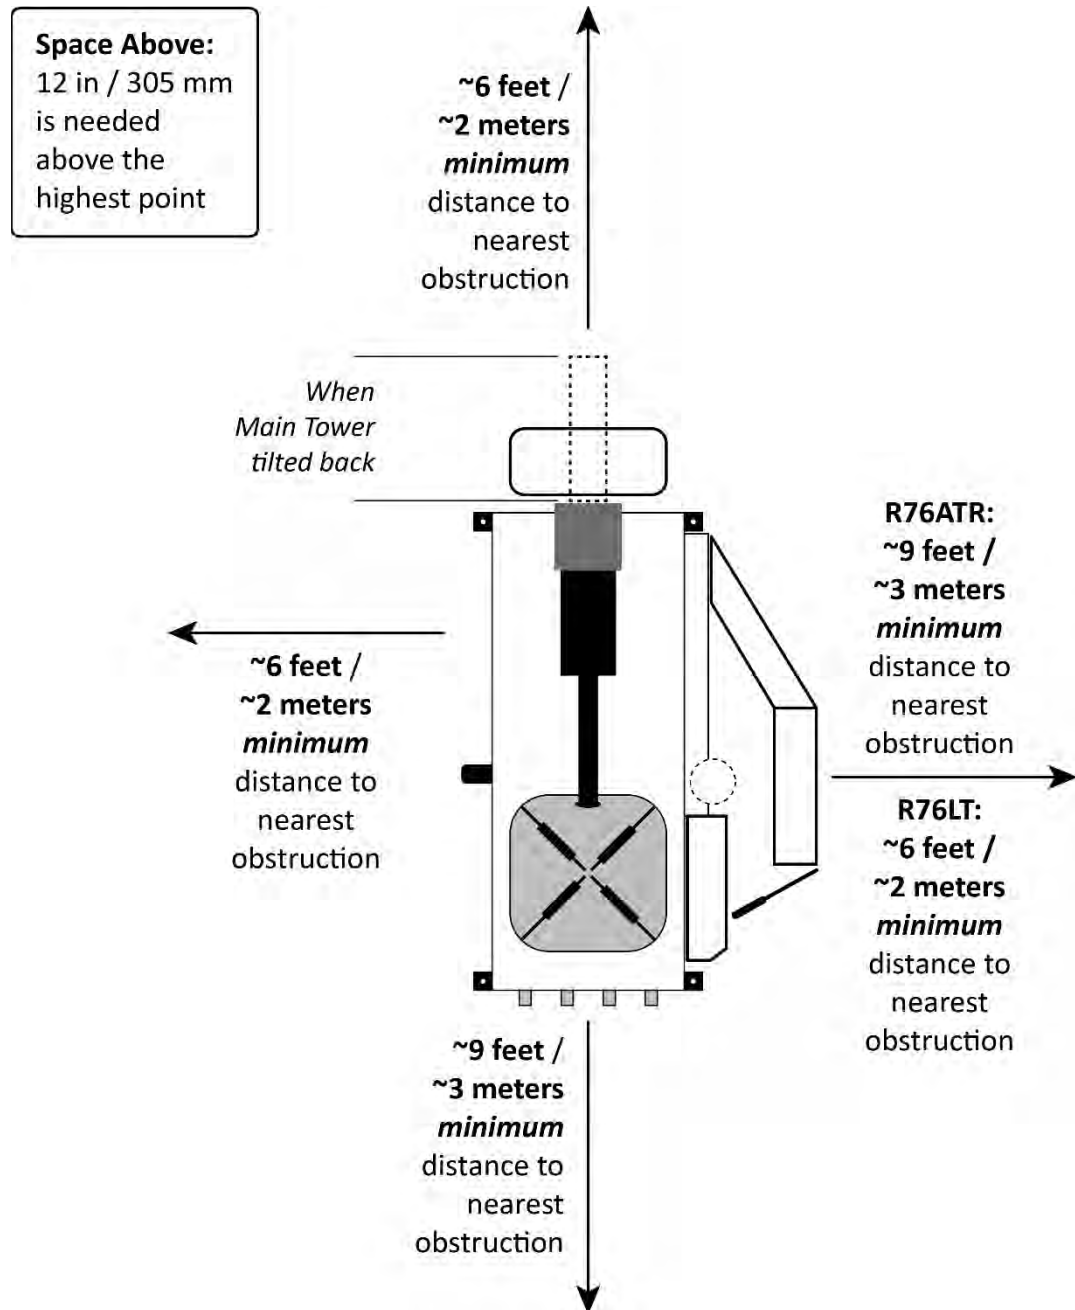 Space Above:
12 in / 305 mm
is needed
above the
highest point
~6 feet /
~2 meters
minimum
distance to
nearest
obstruction
When
Main Tower
tilted back
~6 feet /
~2 meters
minimum
distance to
nearest
obstruction
R76ATR:
~9 feet /
~3 meters
minimum
distance to
nearest
obstruction
R76LT:
~6 feet /
~2 meters
minimum
distance to
nearest
obstruction
~9 feet /
~3 meters
minimum
distance to
nearest
obstruction